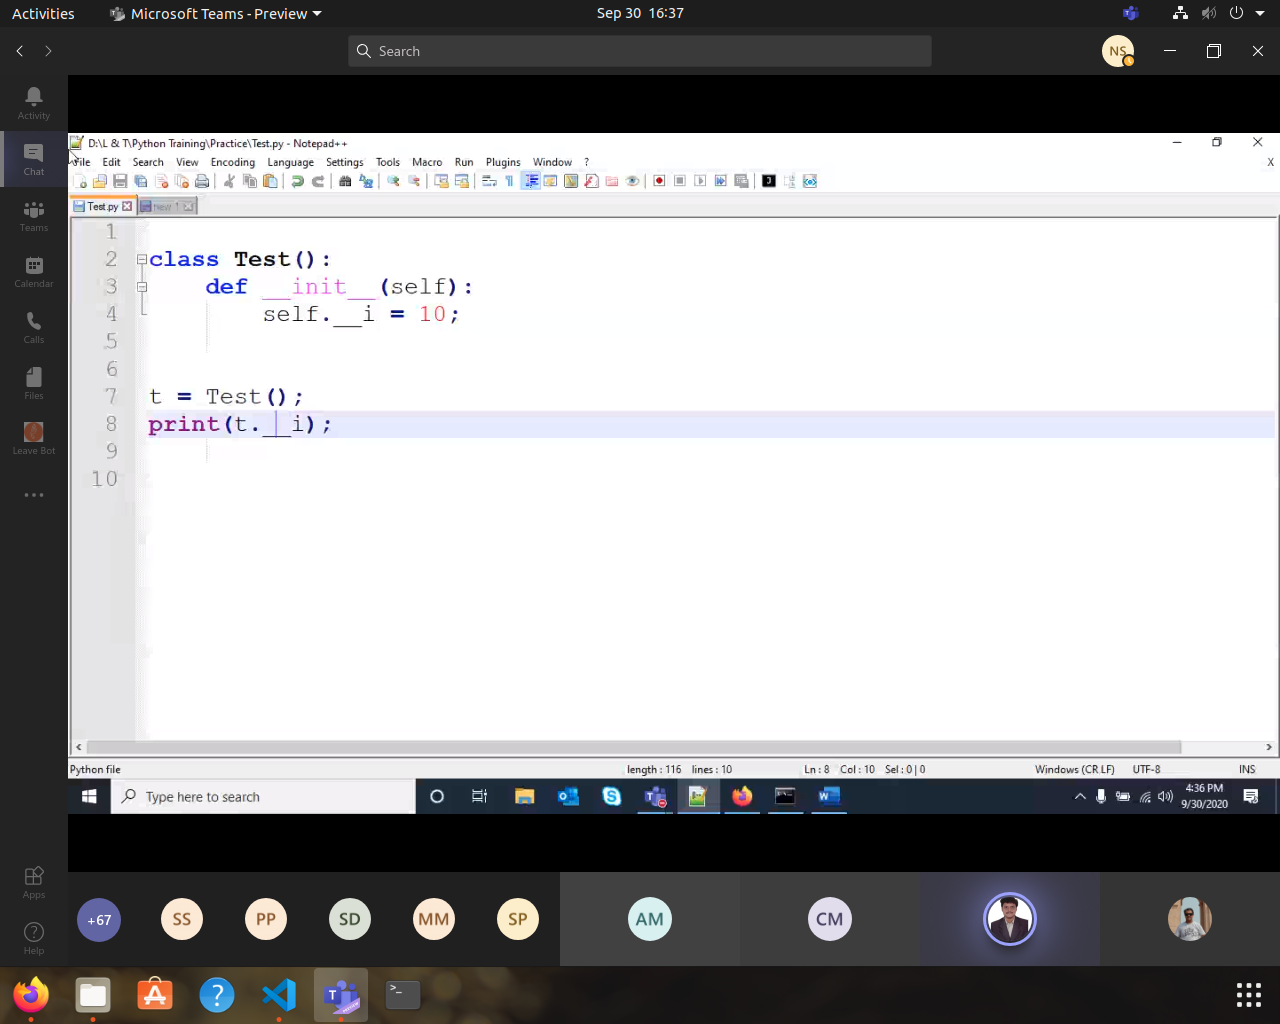 Activities Microsoft Teams - Preview Sep 30 16:37
Search NS
Activity
Chat
Teams
Calendar
Calls
Files
Leave Bot
Apps
Help
D:\L & T\Python Training\Practice\Test.py - Notepad++
File Edit Search View Encoding Language Settings Tools Macro Run Plugins Window ? X
Test.py new 1
1
2 class Test():
3 def __init__(self):
4 self.__i = 10;
5
6
7 t = Test();
8 print(t.__i);
9
10
Python file length : 116 lines : 10 Ln : 8 Col : 10 Sel : 0 | 0 Windows (CR LF) UTF-8 INS
Type here to search 4:36 PM
9/30/2020
+67 SS PP SD MM SP AM CM